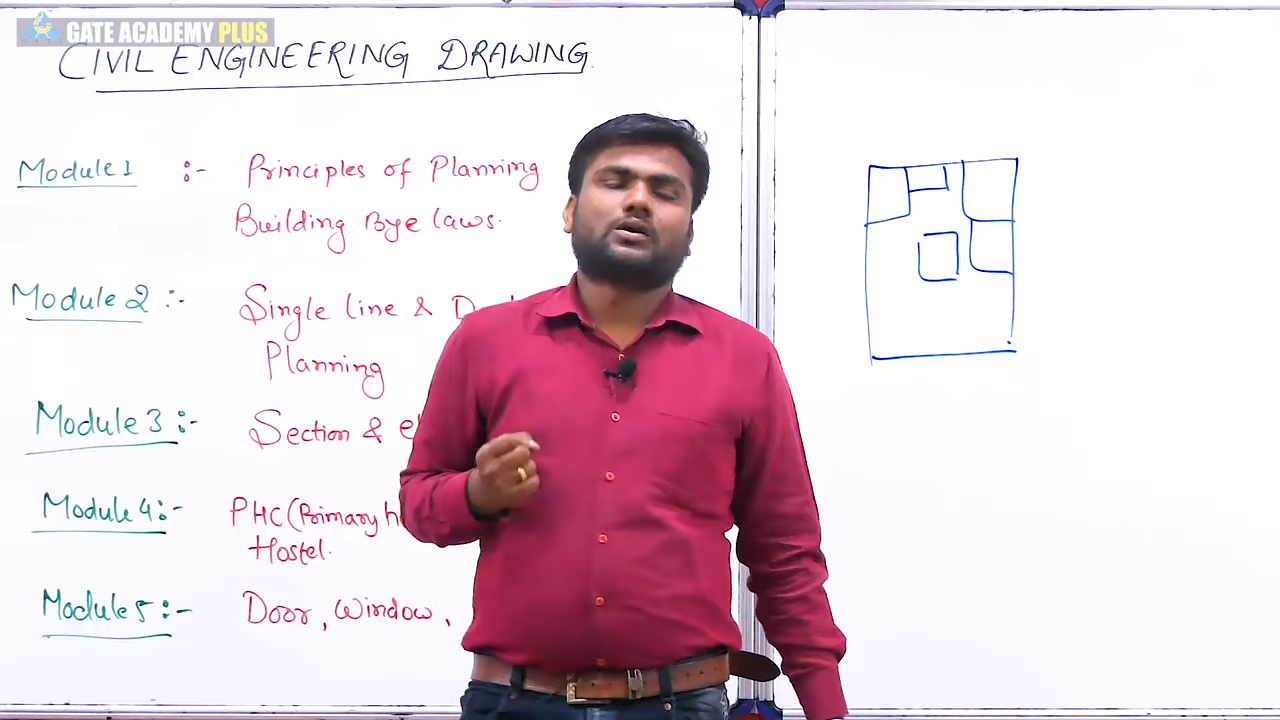 GATE ACADEMY PLUS
CIVIL ENGINEERING DRAWING.
Module 1 :- Principles of Planning
Building Bye laws.
Module 2 :- Single line &
Planning
Module 3 :- Section &
Module 4 :- PHC (Primary
Hostel.
Module 5 :- Door, Window,